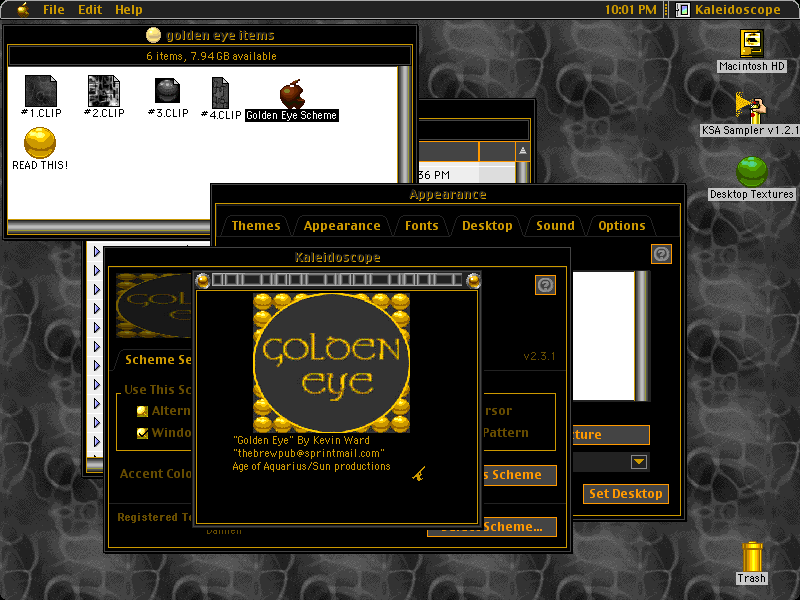 File Edit Help
10:01 PM
Kaleidoscope
golden eye items
6 items, 7.94 GB available
#1.CLIP
#2.CLIP
#3.CLIP
#4.CLIP
Golden Eye Scheme
READ THIS!
Macintosh HD
KSA Sampler v1.2.1
Desktop Textures
36 PM
Appearance
Themes
Appearance
Fonts
Desktop
Sound
Options
Kaleidoscope
GOLD
v2.3.1
Scheme Se
Use This Sc
Altern
Windo
rsor
Pattern
Accent Colo
s Scheme
Registered To
Damien
Scheme...
ture
Set Desktop
GOLDEN
EYE
"Golden Eye" By Kevin Ward
"thebrewpub@sprintmail.com"
Age of Aquarius/Sun productions
Trash